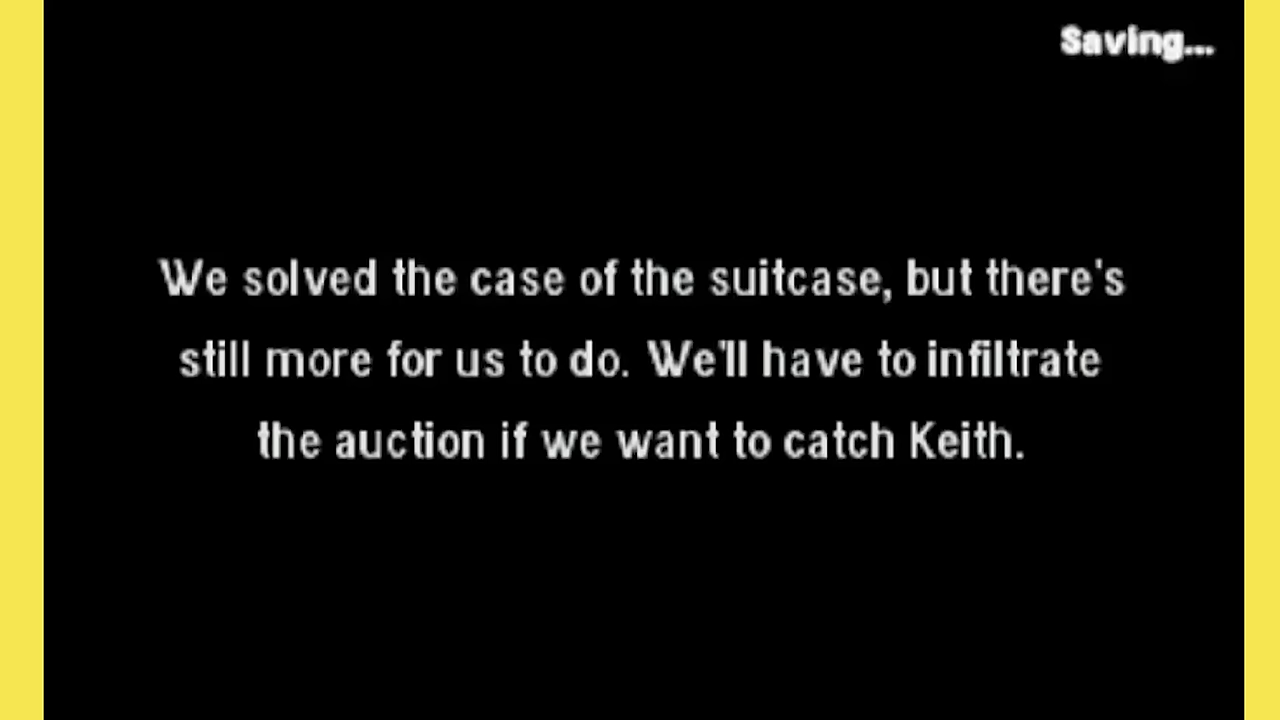 Saving...
We solved the case of the suitcase, but there's
still more for us to do. We'll have to infiltrate
the auction if we want to catch Keith.